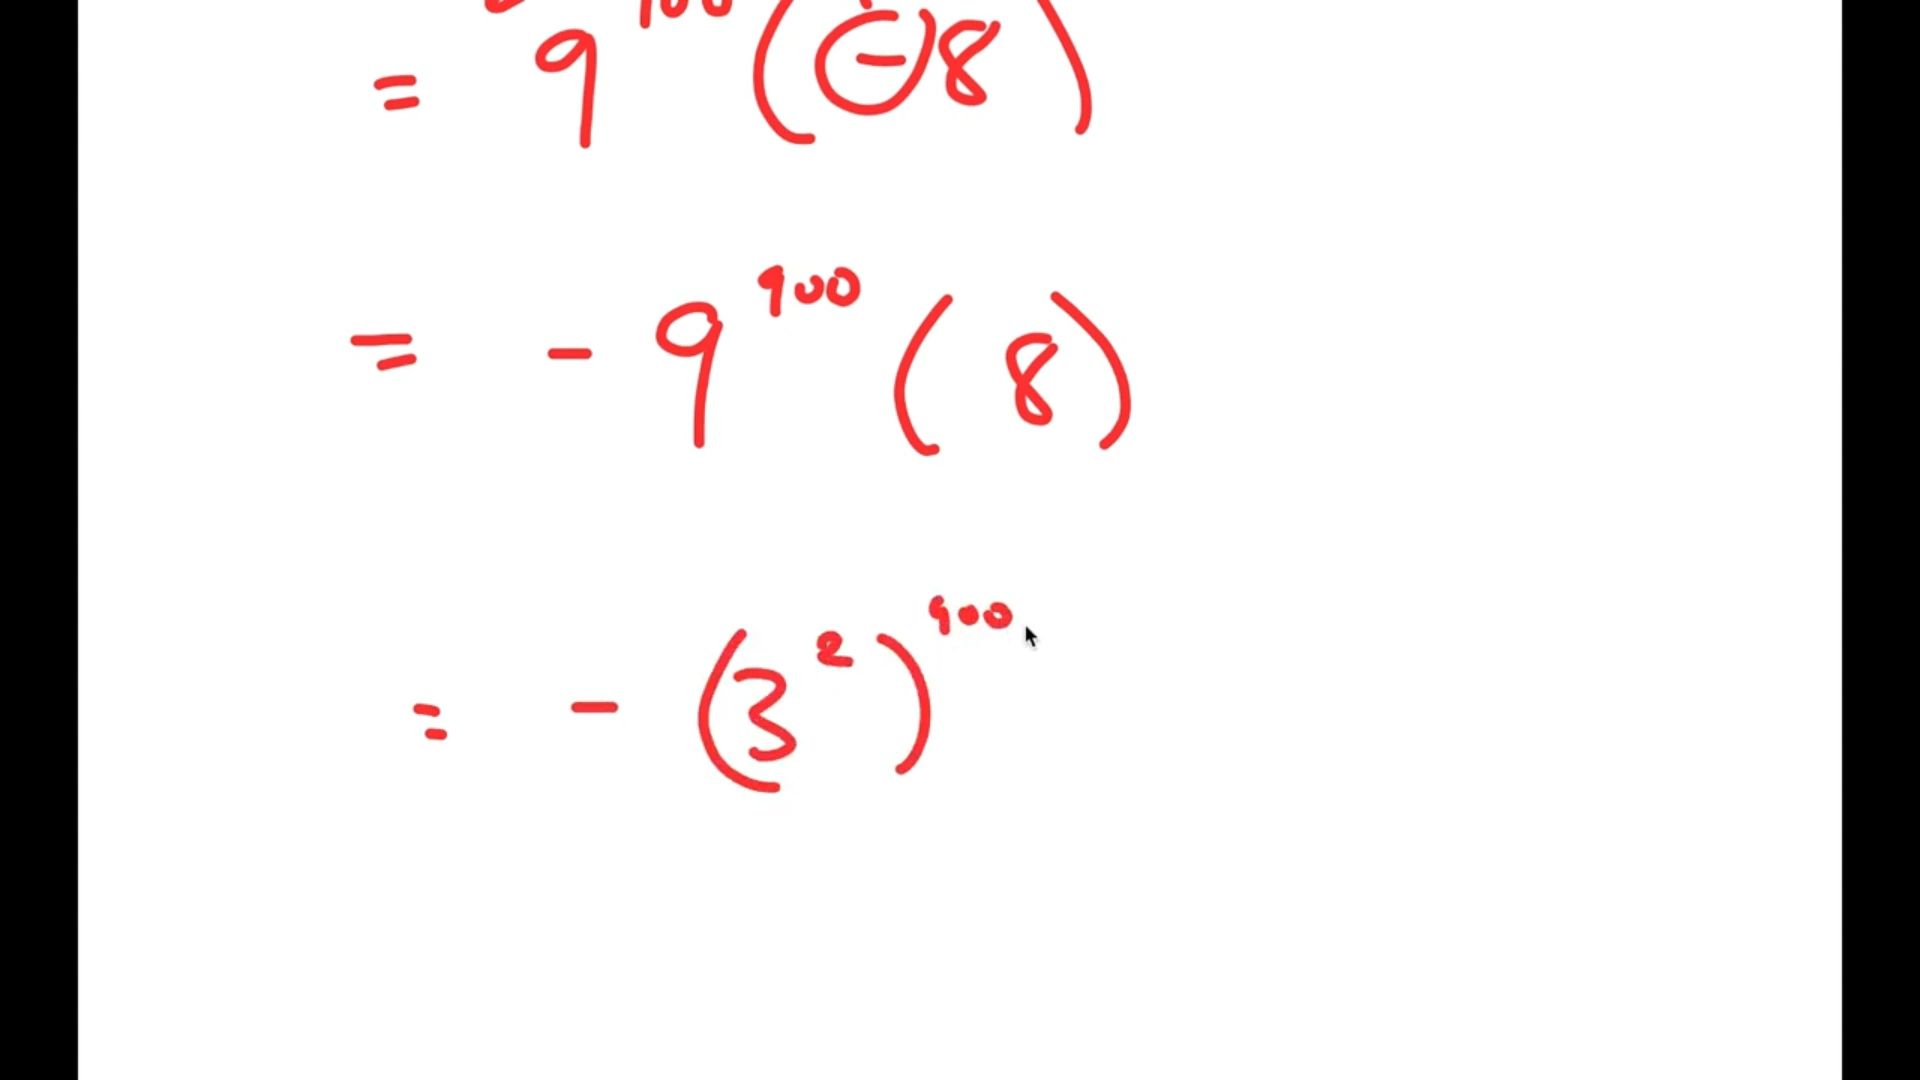 = 9^900 (-8)
= - 9^900 (8)
= - (3^2)^900